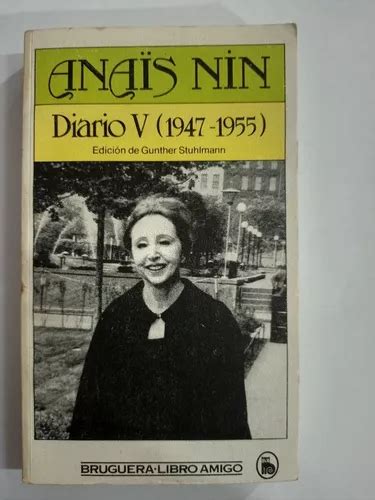 ANAÏS NIN
Diario V (1947-1955)
Edición de Gunther Stuhlmann
BRUGUERA·LIBRO AMIGO